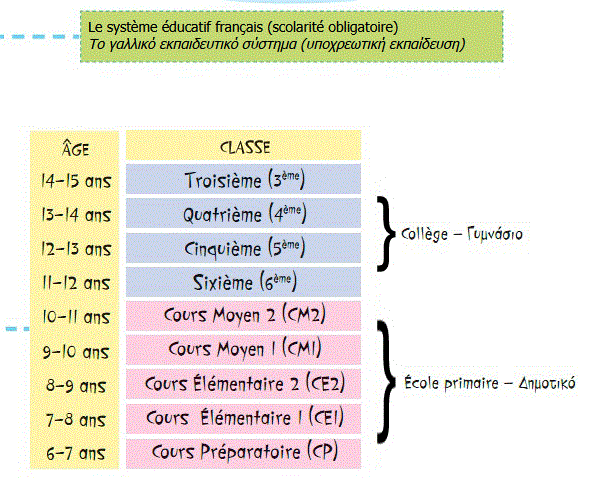 Le système éducatif français (scolarité obligatoire)
Το γαλλικό εκπαιδευτικό σύστημα (υποχρεωτική εκπαίδευση)
ÂGE CLASSE
14-15 ans Troisième (3ème)
13-14 ans Quatrième (4ème)
Collège – Γυμνάσιο
12-13 ans Cinquième (5ème)
11-12 ans Sixième (6ème)
10-11 ans Cours Moyen 2 (CM2)
9-10 ans Cours Moyen 1 (CM1)
8-9 ans Cours Élémentaire 2 (CE2)
École primaire – Δημοτικό
7-8 ans Cours Élémentaire 1 (CE1)
6-7 ans Cours Préparatoire (CP)